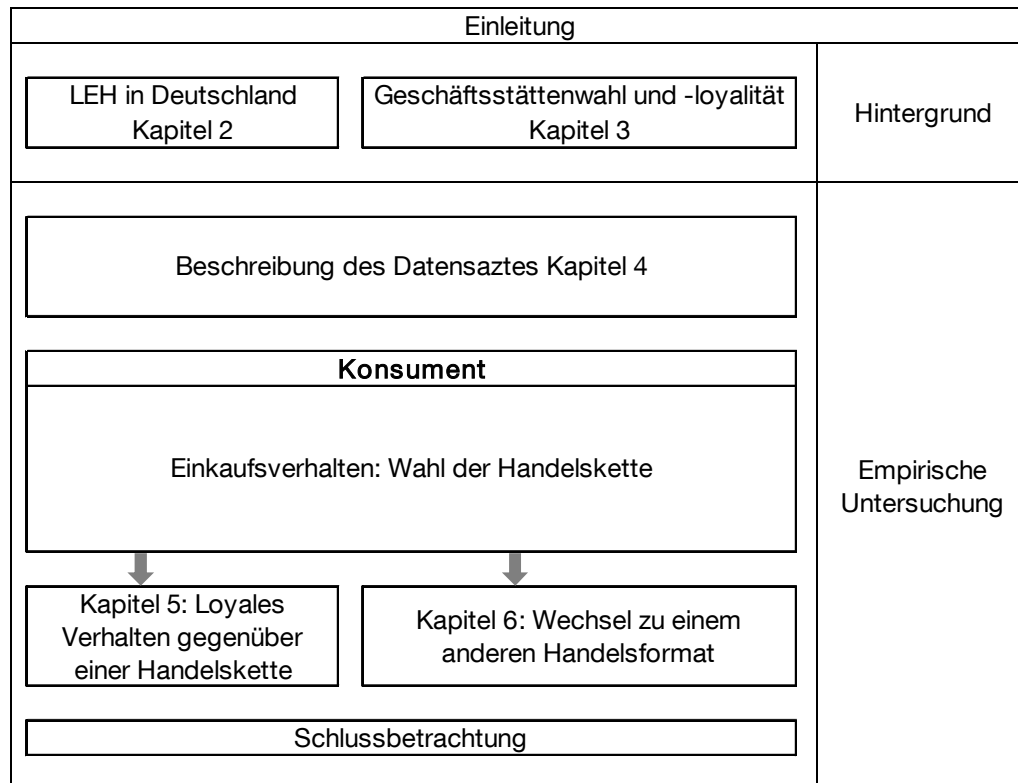 Einleitung
LEH in Deutschland
Kapitel 2
Geschäftsstättenwahl und -loyalität
Kapitel 3
Hintergrund
Beschreibung des Datensaztes Kapitel 4
Konsument
Einkaufsverhalten: Wahl der Handelskette
Empirische
Untersuchung
Kapitel 5: Loyales
Verhalten gegenüber
einer Handelskette
Kapitel 6: Wechsel zu einem
anderen Handelsformat
Schlussbetrachtung